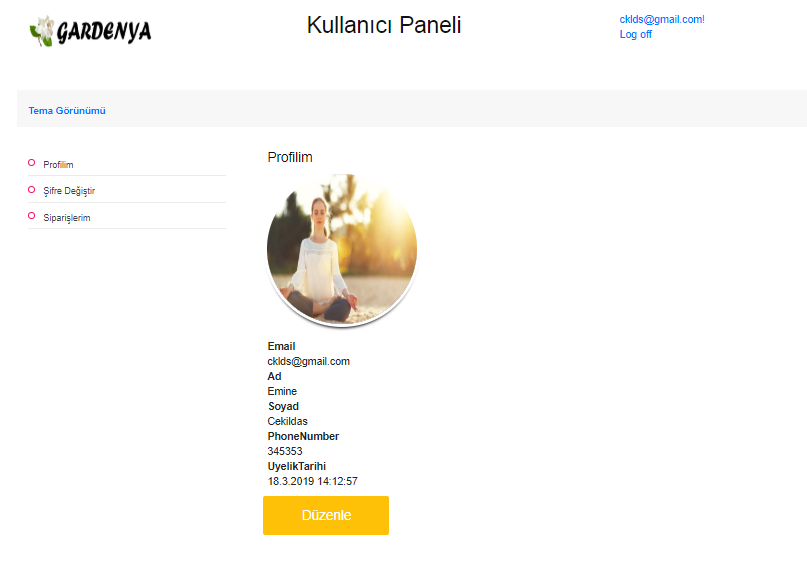 GARDENYA
Kullanıcı Paneli
cklds@gmail.com!
Log off
Tema Görünümü
Profilim
Şifre Değiştir
Siparişlerim
Profilim
Email
cklds@gmail.com
Ad
Emine
Soyad
Cekildas
PhoneNumber
345353
UyelikTarihi
18.3.2019 14:12:57
Düzenle